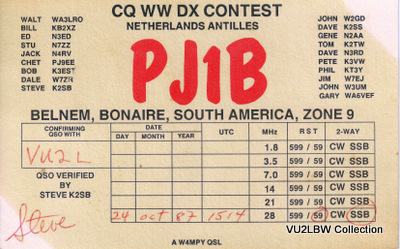 WALT WA3LRO
BILL KB2XZ
ED N3ED
STU N7ZZ
JACK N4RV
CHET PJ9EE
BOB K3EST
DALE W7ZR
STEVE K2SB
CQ WW DX CONTEST
NETHERLANDS ANTILLES
PJ1B
JOHN W2GD
DAVE K2SS
GENE N2AA
TOM K2TW
DAVE N3RD
PETE K3VW
PHIL KT3Y
JIM W7EJ
JOHN W3UM
GARY WA6VEF
BELNEM, BONAIRE, SOUTH AMERICA, ZONE 9
CONFIRMING QSO WITH DATE UTC MHz R S T 2-WAY
DAY MONTH YEAR
VU2L
1.8 599 / 59 CW SSB
3.5 599 / 59 CW SSB
7.0 599 / 59 CW SSB
14 599 / 59 CW SSB
21 599 / 59 CW SSB
24 oct 87 1514 28 599 / 59 CW SSB
QSO VERIFIED
BY
STEVE K2SB
Steve
A W4MPY QSL
VU2LBW Collection